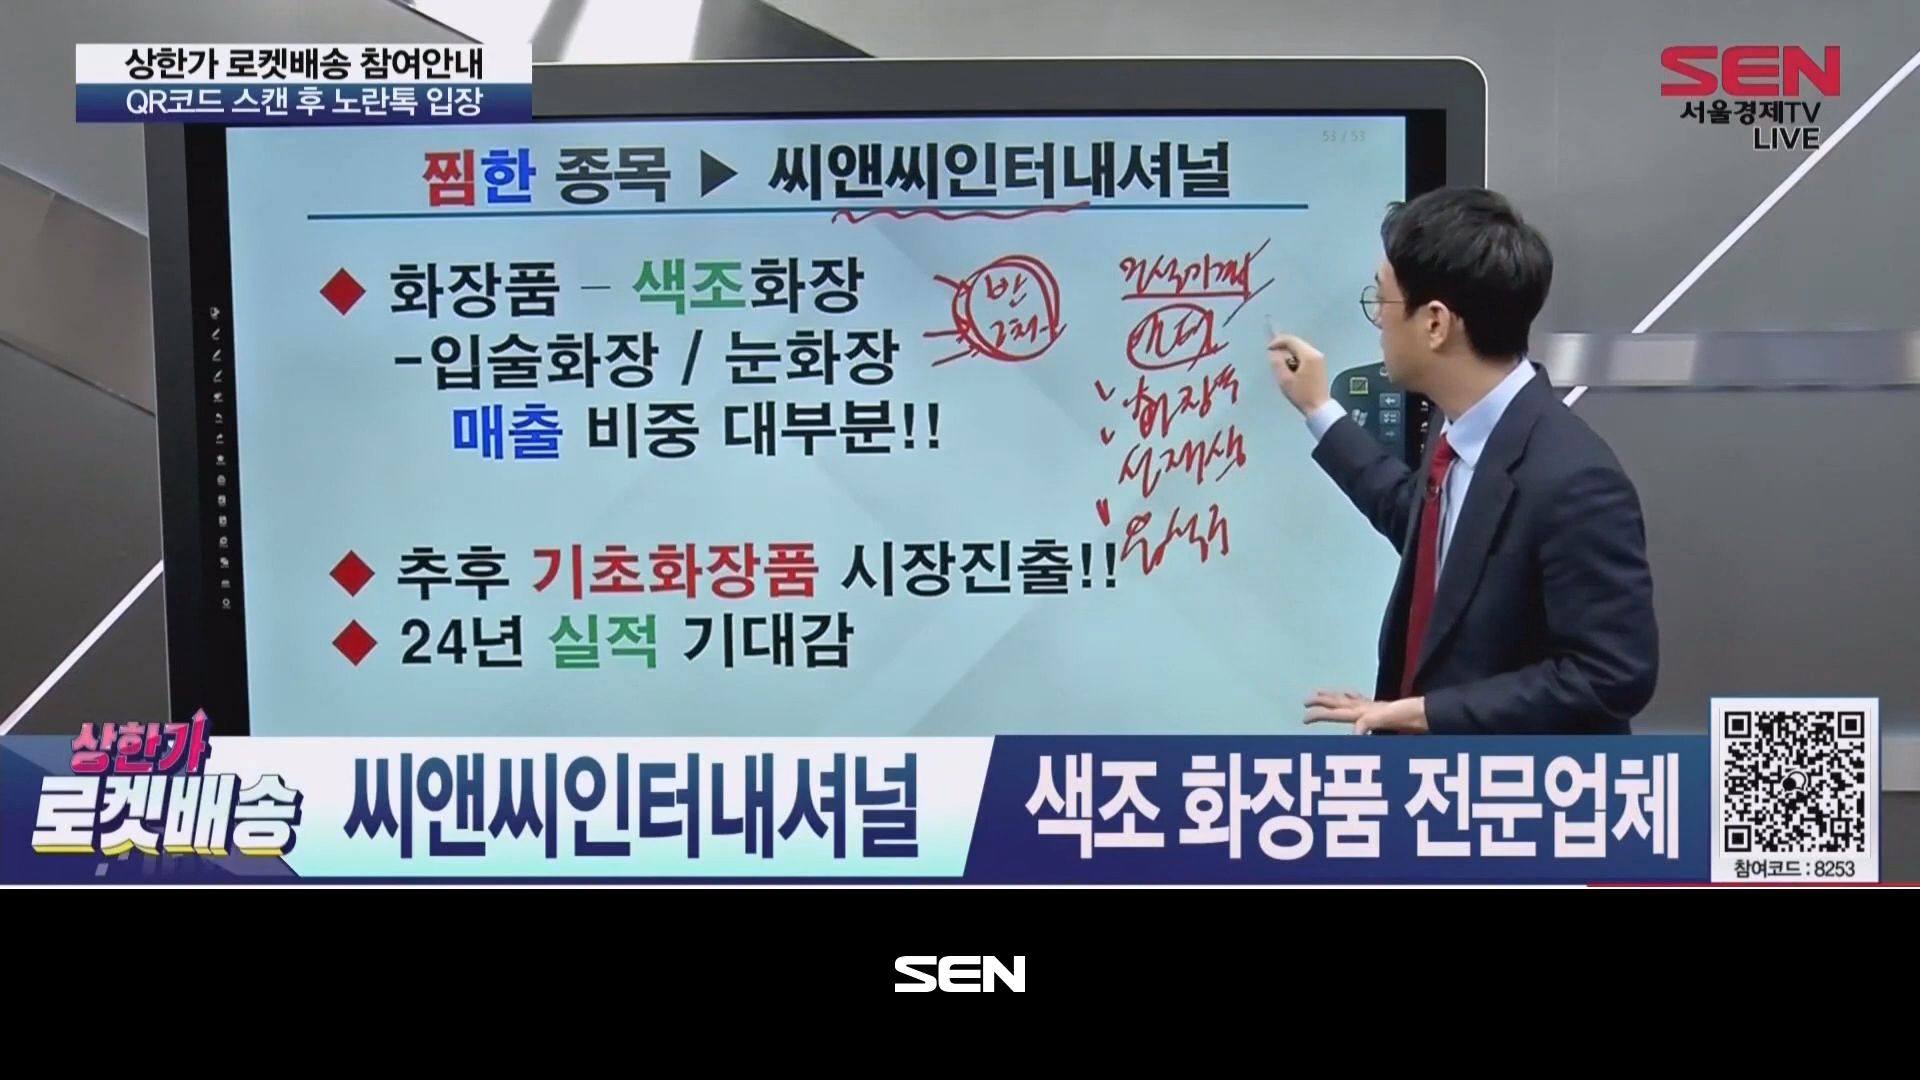 상한가 로켓배송 참여안내
QR코드 스캔 후 노란톡 입장
SEN
서울경제TV
LIVE
53 / 53
찜한 종목 ▶ 씨앤씨인터내셔널
◆ 화장품 - 색조화장
-입술화장 / 눈화장
매출 비중 대부분!!
반
화장품
◆ 추후 기초화장품 시장진출!!
◆ 24년 실적 기대감
상한가
로켓배송
씨앤씨인터내셔널
색조 화장품 전문업체
참여코드 : 8253
SEN